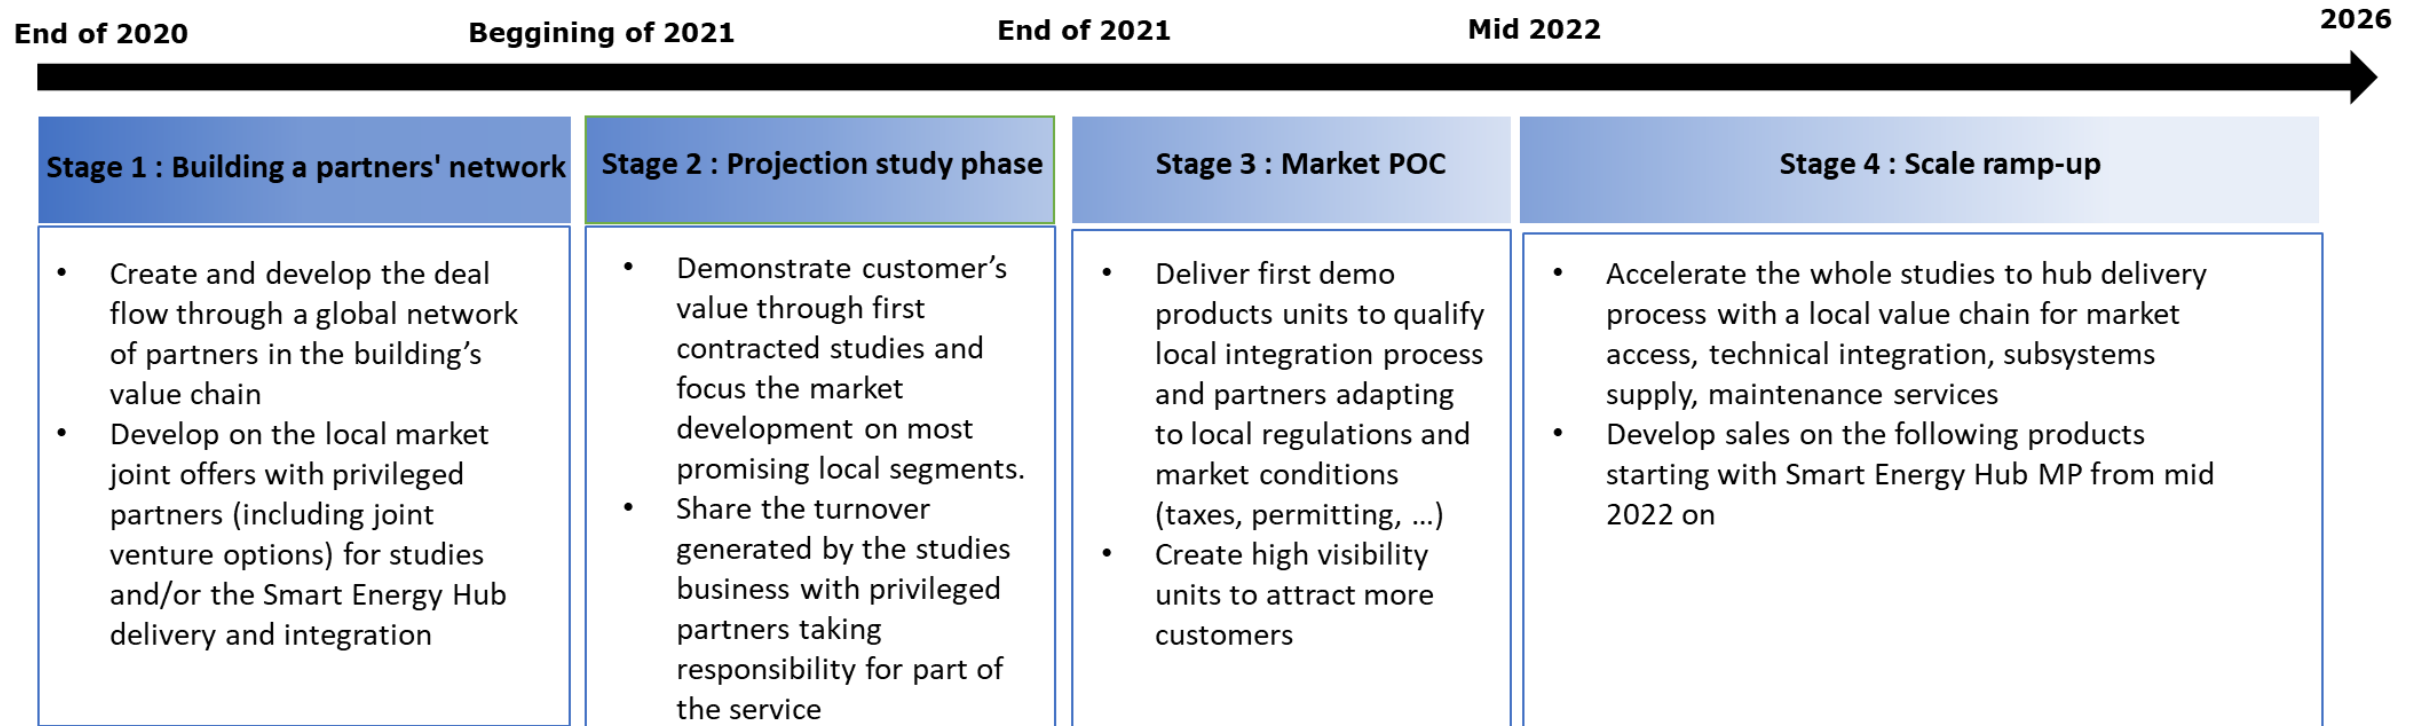 End of 2020
Beggining of 2021
End of 2021
Mid 2022
2026
Stage 1 : Building a partners' network
• Create and develop the deal
flow through a global network
of partners in the building’s
value chain
• Develop on the local market
joint offers with privileged
partners (including joint
venture options) for studies
and/or the Smart Energy Hub
delivery and integration
Stage 2 : Projection study phase
• Demonstrate customer’s
value through first
contracted studies and
focus the market
development on most
promising local segments.
• Share the turnover
generated by the studies
business with privileged
partners taking
responsibility for part of
the service
Stage 3 : Market POC
• Deliver first demo
products units to qualify
local integration process
and partners adapting
to local regulations and
market conditions
(taxes, permitting, ...)
• Create high visibility
units to attract more
customers
Stage 4 : Scale ramp-up
• Accelerate the whole studies to hub delivery
process with a local value chain for market
access, technical integration, subsystems
supply, maintenance services
• Develop sales on the following products
starting with Smart Energy Hub MP from mid
2022 on